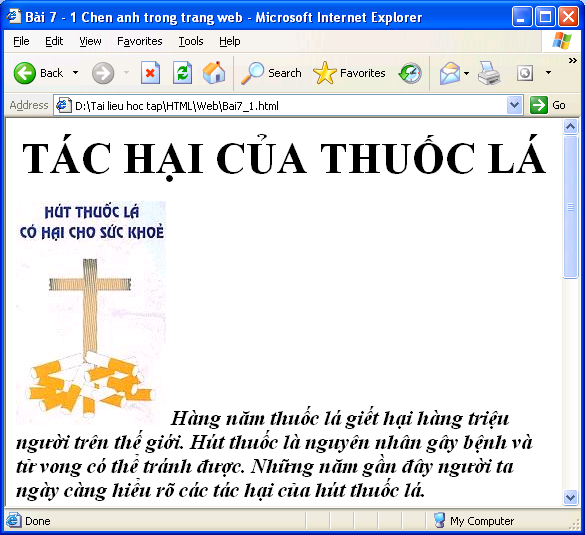 Bài 7 - 1 Chen anh trong trang web - Microsoft Internet Explorer
File Edit View Favorites Tools Help
Back Search Favorites
Address D:\Tai lieu hoc tap\HTML\Web\Bai7_1.html Go
TÁC HẠI CỦA THUỐC LÁ
HÚT THUỐC LÁ
CÓ HẠI CHO SỨC KHOẺ
Hàng năm thuốc lá giết hại hàng triệu
người trên thế giới. Hút thuốc là nguyên nhân gây bệnh và
tử vong có thể tránh được. Những năm gần đây người ta
ngày càng hiểu rõ các tác hại của hút thuốc lá.
Done My Computer